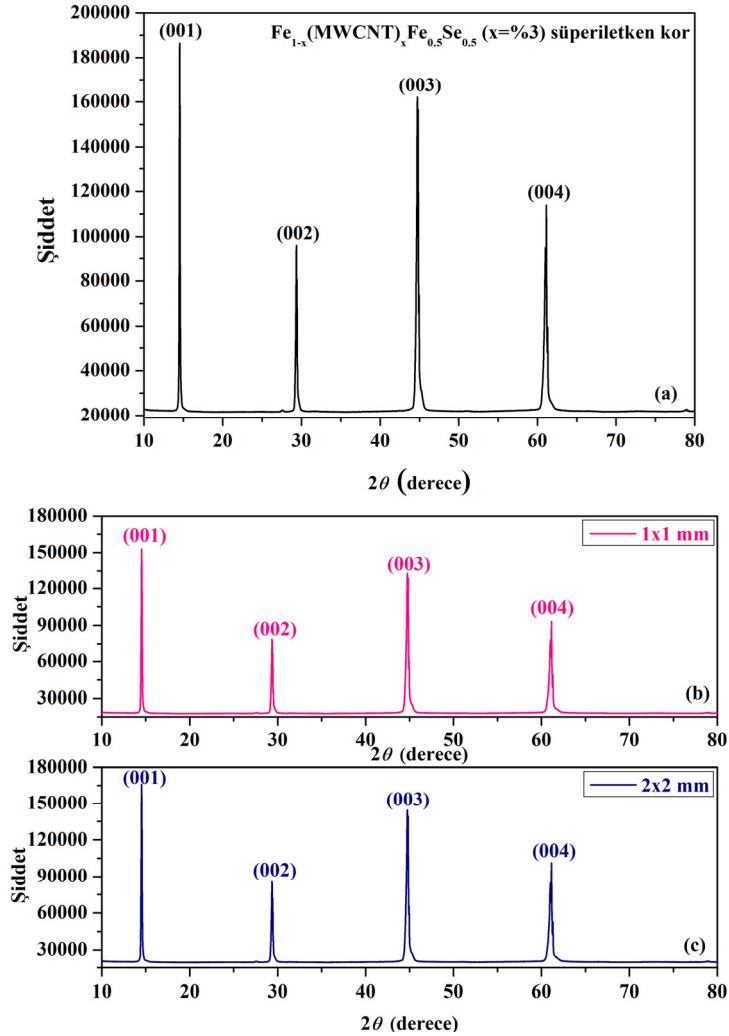 Fe1-x(MWCNT)xFe0.5Se0.5 (x=%3) süperiletken kor
(001)
(002)
(003)
(004)
Şiddet
200000
180000
160000
140000
120000
100000
80000
60000
40000
20000
(a)
10 20 30 40 50 60 70 80
2θ (derece)
180000
150000
120000
90000
60000
30000
Şiddet
(001)
(002)
(003)
(004)
1x1 mm
(b)
10 20 30 40 50 60 70 80
2θ (derece)
180000
150000
120000
90000
60000
30000
Şiddet
(001)
(002)
(003)
(004)
2x2 mm
(c)
10 20 30 40 50 60 70 80
2θ (derece)